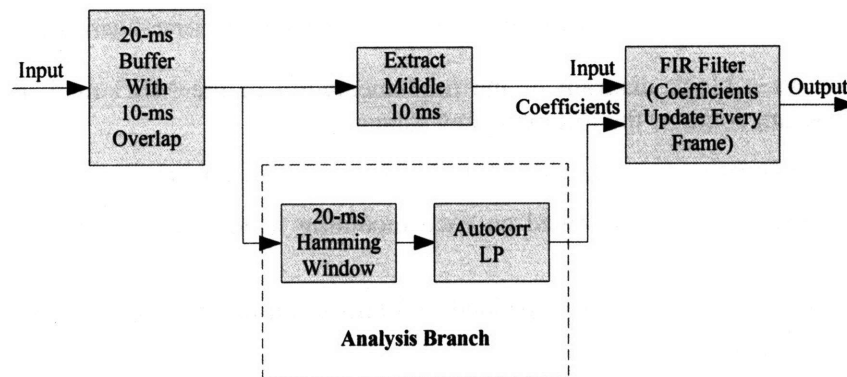 Input
20-ms
Buffer
With
10-ms
Overlap
Extract
Middle
10 ms
Input
Coefficients
FIR Filter
(Coefficients
Update Every
Frame)
Output
20-ms
Hamming
Window
Autocorr
LP
Analysis Branch